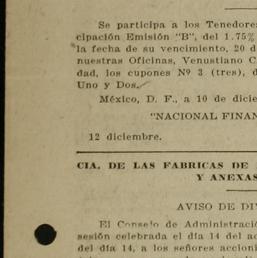 Se participa a los Tenedore
cipación Emisión "B", del 1.75%
la fecha de su vencimiento, 20 d
nuestras Oficinas, Venustiano C
dad, los cupones Nº 3 (tres), d
Uno y Dos.
México, D. F., a 10 de dicie
"NACIONAL FINAN
12 diciembre.
CIA. DE LAS FABRICAS DE
Y ANEXAS
AVISO DE DI
El Consejo de Administració
sesión celebrada el día 14 del ac
del día 14, a los señores accioni